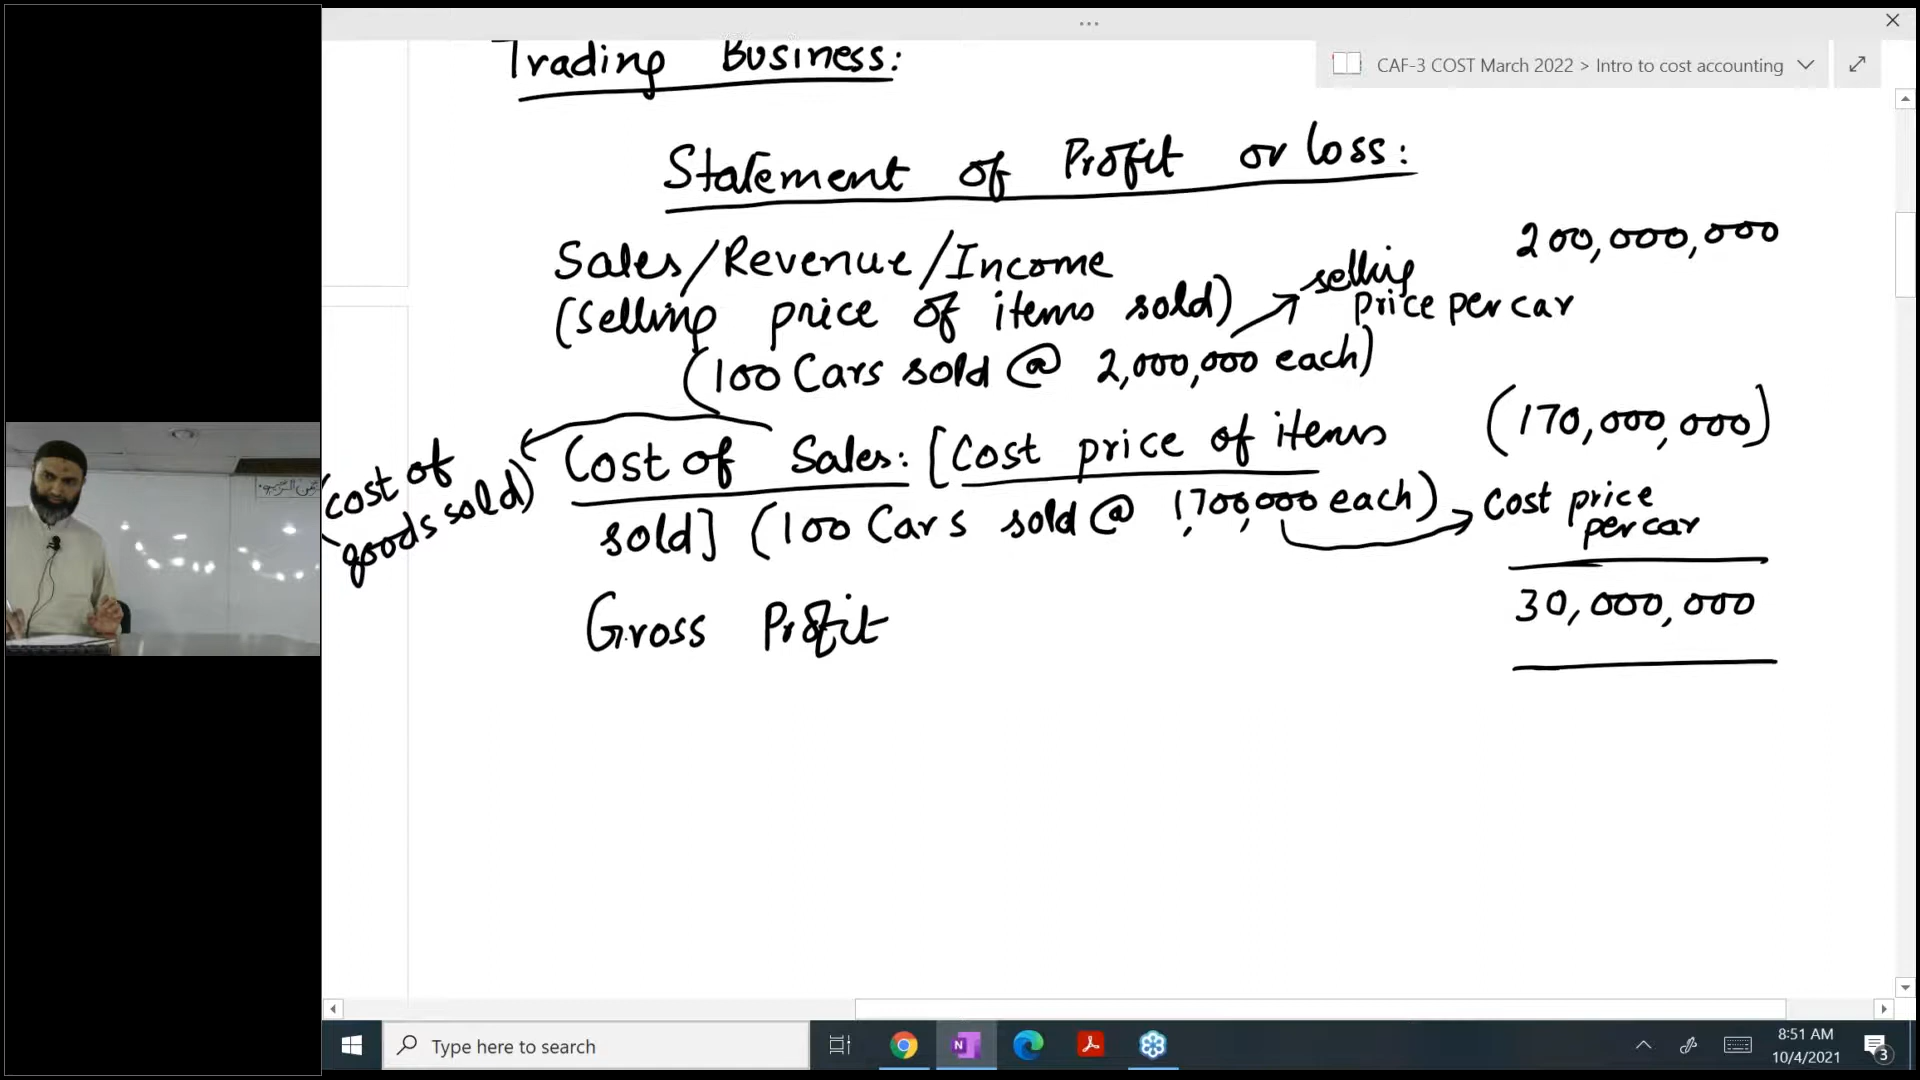 ...
CAF-3 COST March 2022 > Intro to cost accounting
Trading Business:
Statement of Profit or loss:
Sales/Revenue/Income 200,000,000
(Selling price of items sold) selling price per car
(100 Cars sold @ 2,000,000 each)
(cost of goods sold) Cost of Sales: [Cost price of items (170,000,000)
sold] (100 Cars sold @ 1,700,000 each) Cost price per car
Gross Profit 30,000,000
Type here to search
8:51 AM
10/4/2021
3